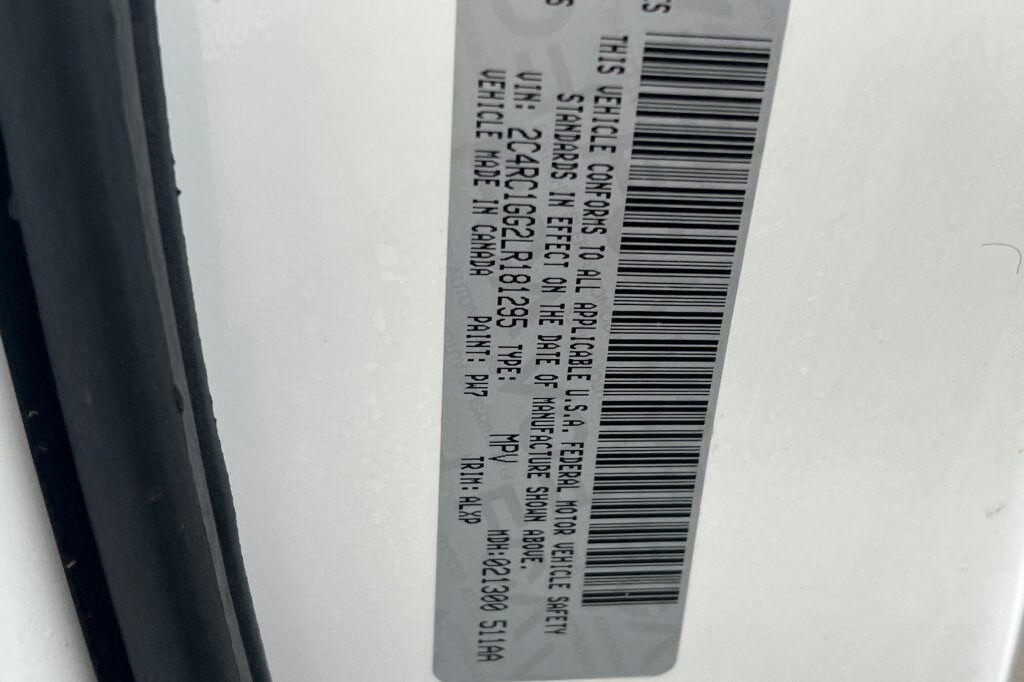 THIS VEHICLE CONFORMS TO ALL APPLICABLE U.S.A. FEDERAL MOTOR VEHICLE SAFETY
STANDARDS IN EFFECT ON THE DATE OF MANUFACTURE SHOWN ABOVE.
VIN: 2C4RC1GG2LR181295 TYPE: MPV MDH:021300 511AA
VEHICLE MADE IN CANADA PAINT: PW7 TRIM:ALXP